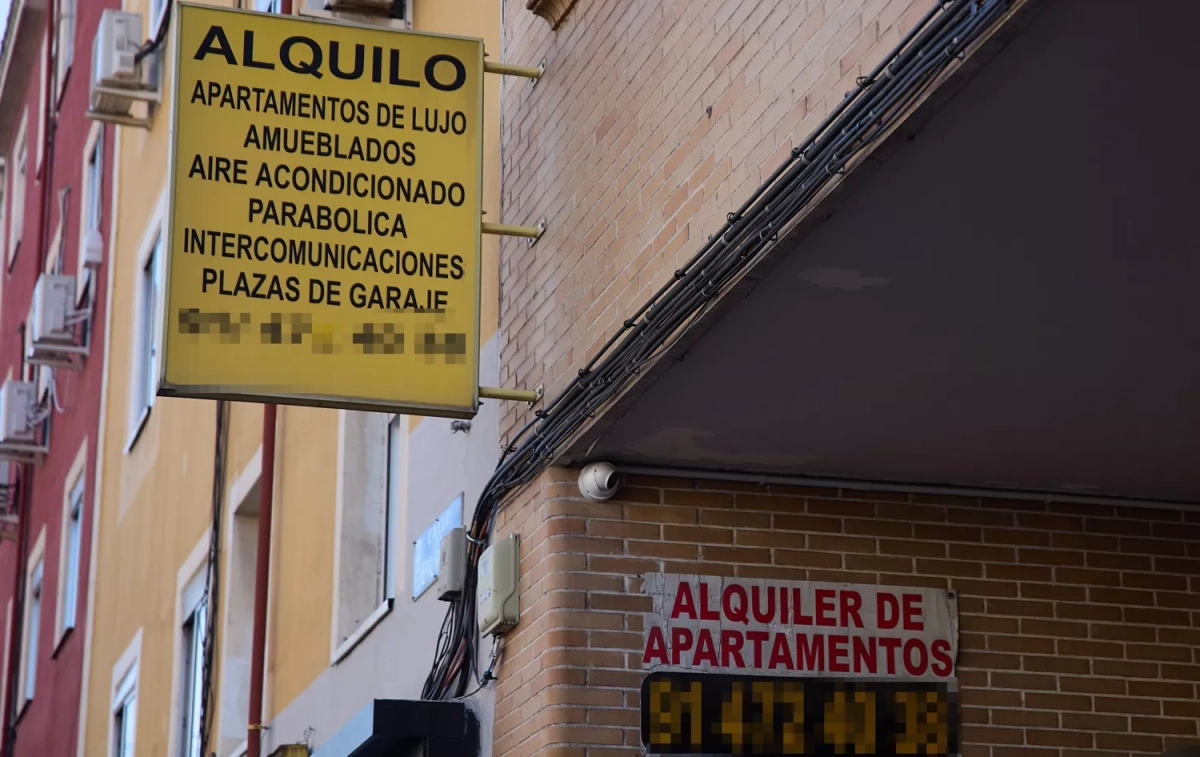 ALQUILO
APARTAMENTOS DE LUJO
AMUEBLADOS
AIRE ACONDICIONADO
PARABOLICA
INTERCOMUNICACIONES
PLAZAS DE GARAJE
ALQUILER DE
APARTAMENTOS